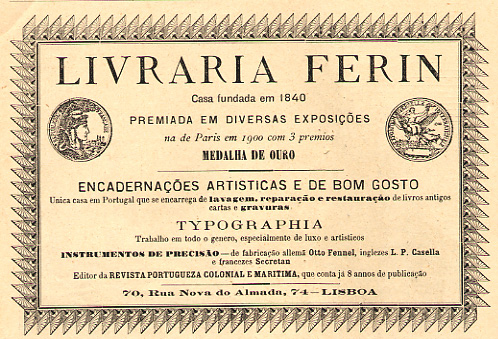 LIVRARIA FERIN
Casa fundada em 1840
PREMIADA EM DIVERSAS EXPOSIÇÕES
na de Paris em 1900 com 3 premios
MEDALHA DE OURO
ENCADERNAÇÕES ARTISTICAS E DE BOM GOSTO
Unica casa em Portugal que se encarrega de lavagem, reparação e restauração de livros antigos
cartas e gravuras
TYPOGRAPHIA
Trabalho em todo o genero, especialmente de luxo e artisticos
INSTRUMENTOS DE PRECISÃO — de fabricação allemã Otto Fennel, inglezes L. P. Casella
e francezes Secretan
Editor da REVISTA PORTUGUEZA COLONIAL E MARITIMA, que conta já 8 annos de publicação
70, Rua Nova do Almada, 74 — LISBOA